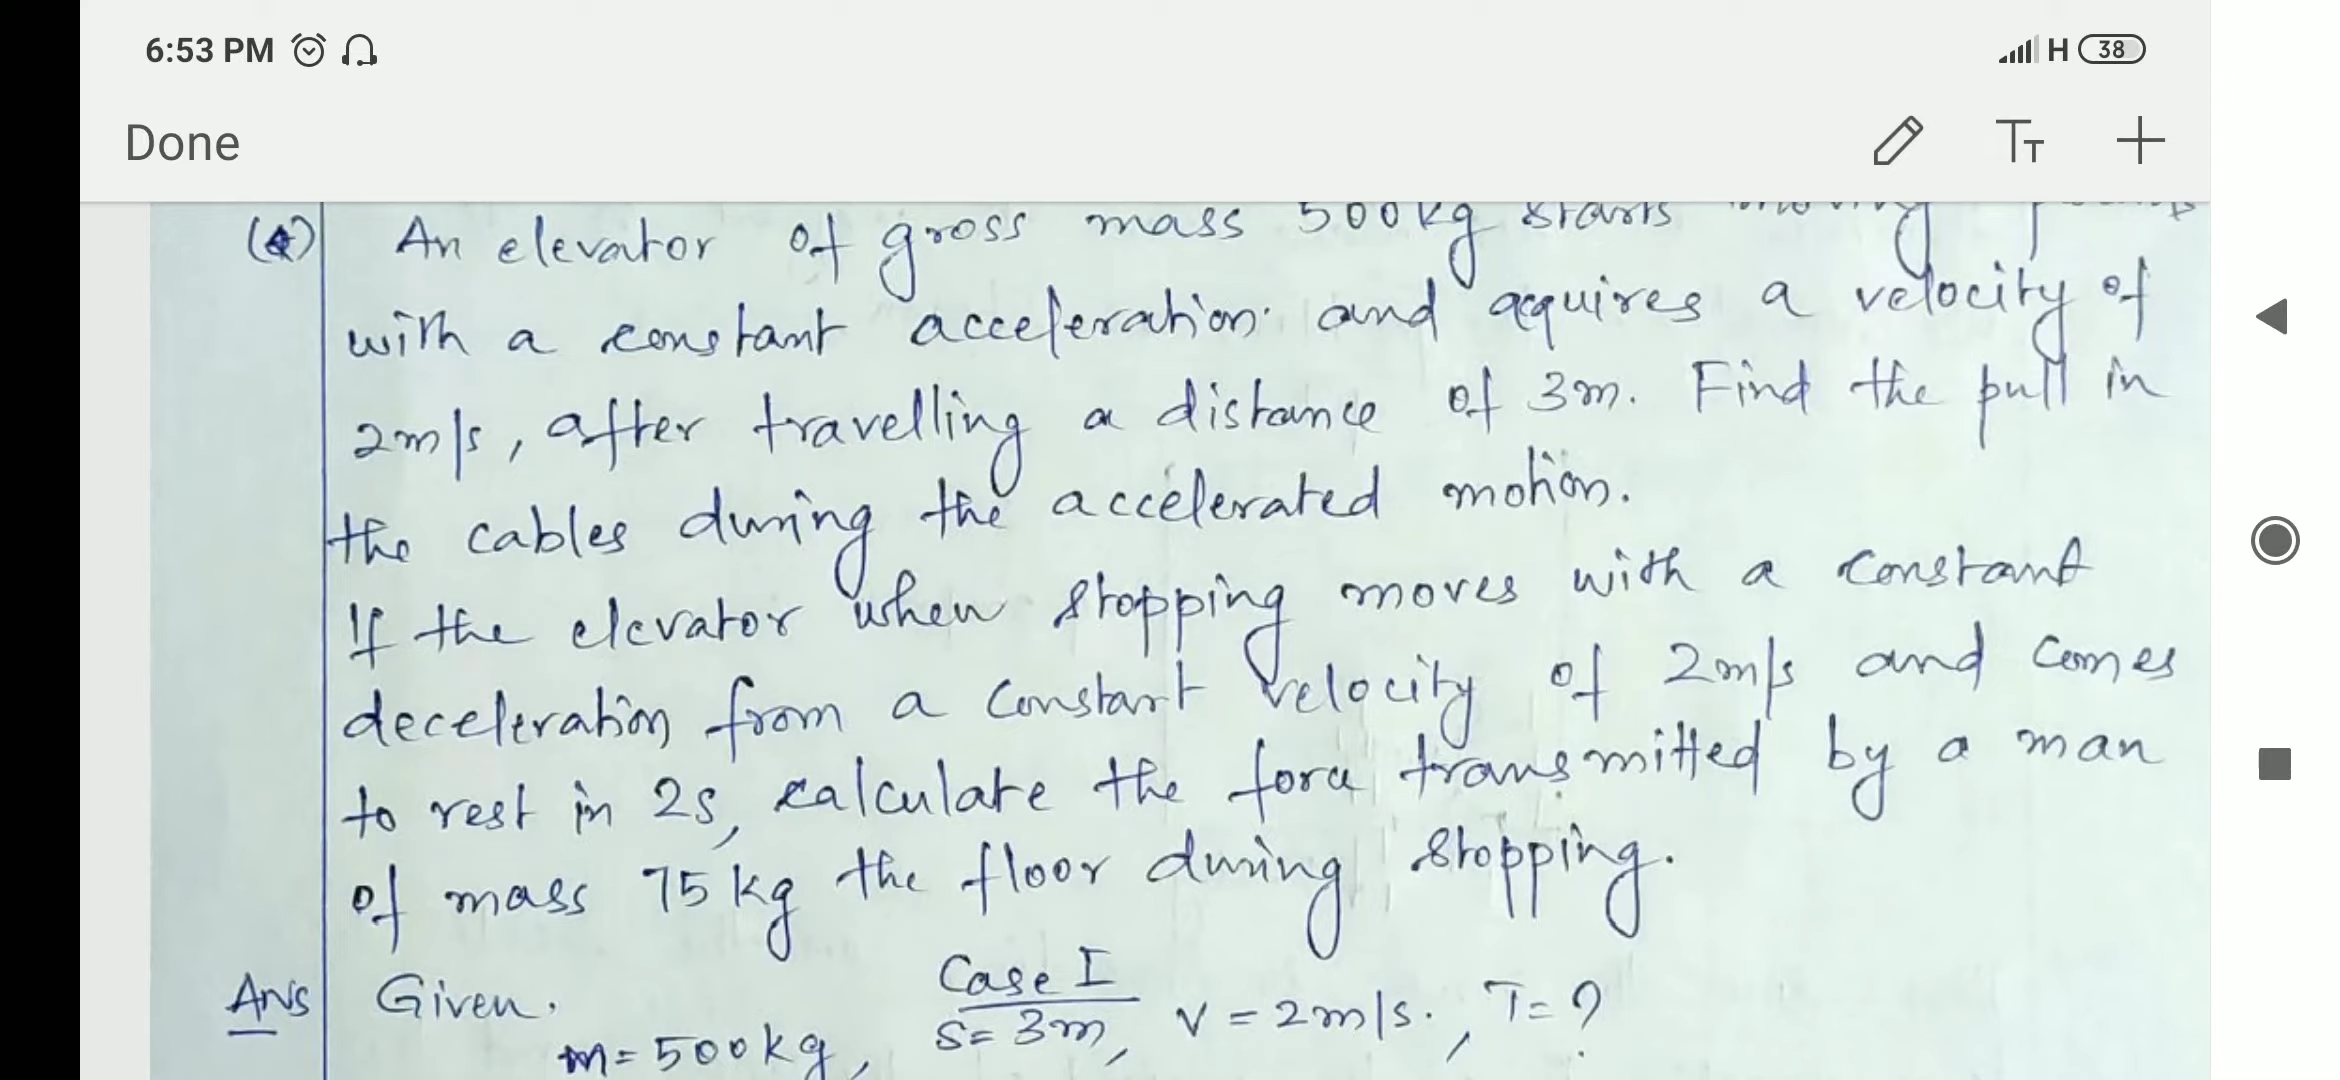 6:53 PM
H 38
Done
TT
(Q) An elevator of gross mass 500kg starts moving
with a constant acceleration and acquires a velocity of
2m/s, after travelling a distance of 3m. Find the pull in
the cables during the accelerated motion.
If the elevator when stopping moves with a constant
deceleration from a constant velocity of 2m/s and comes
to rest in 2s, calculate the force transmitted by a man
of mass 75kg the floor during stopping.
Ans Given.
Case I
m = 500kg, S = 3m, V = 2m/s., T = ?